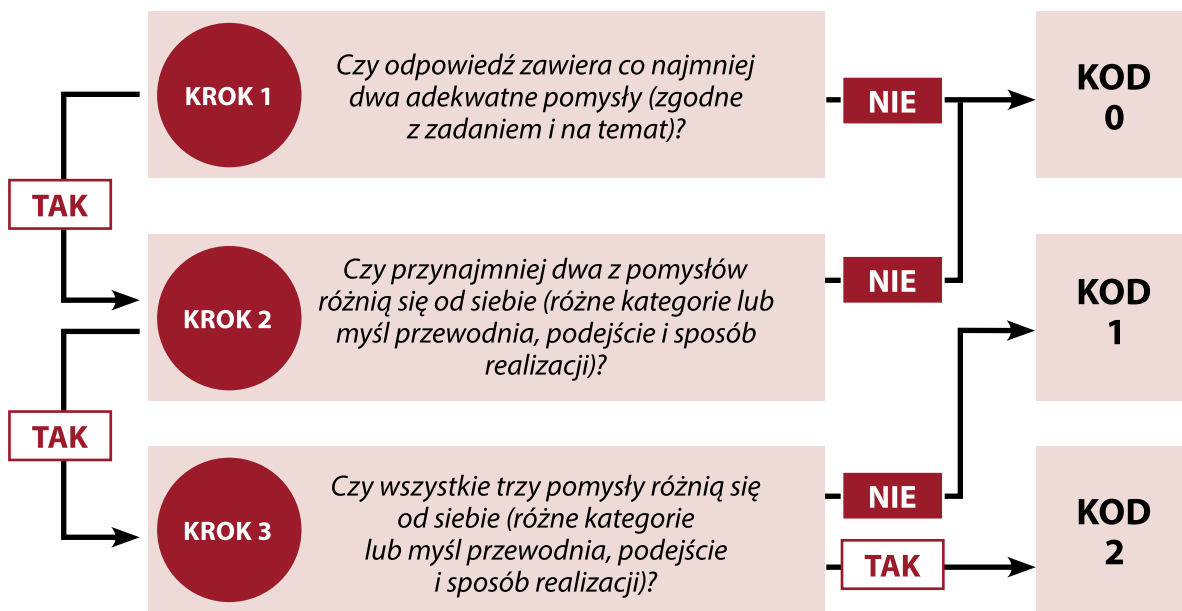 KROK 1
Czy odpowiedź zawiera co najmniej
dwa adekwatne pomysły (zgodne
z zadaniem i na temat)?
NIE
KOD
0
TAK
KROK 2
Czy przynajmniej dwa z pomysłów
różnią się od siebie (różne kategorie lub
myśl przewodnia, podejście i sposób
realizacji)?
NIE
KOD
1
TAK
KROK 3
Czy wszystkie trzy pomysły różnią się
od siebie (różne kategorie
lub myśl przewodnia, podejście
i sposób realizacji)?
NIE
TAK
KOD
2